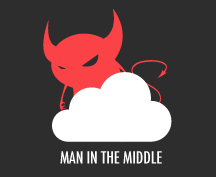 MAN IN THE MIDDLE